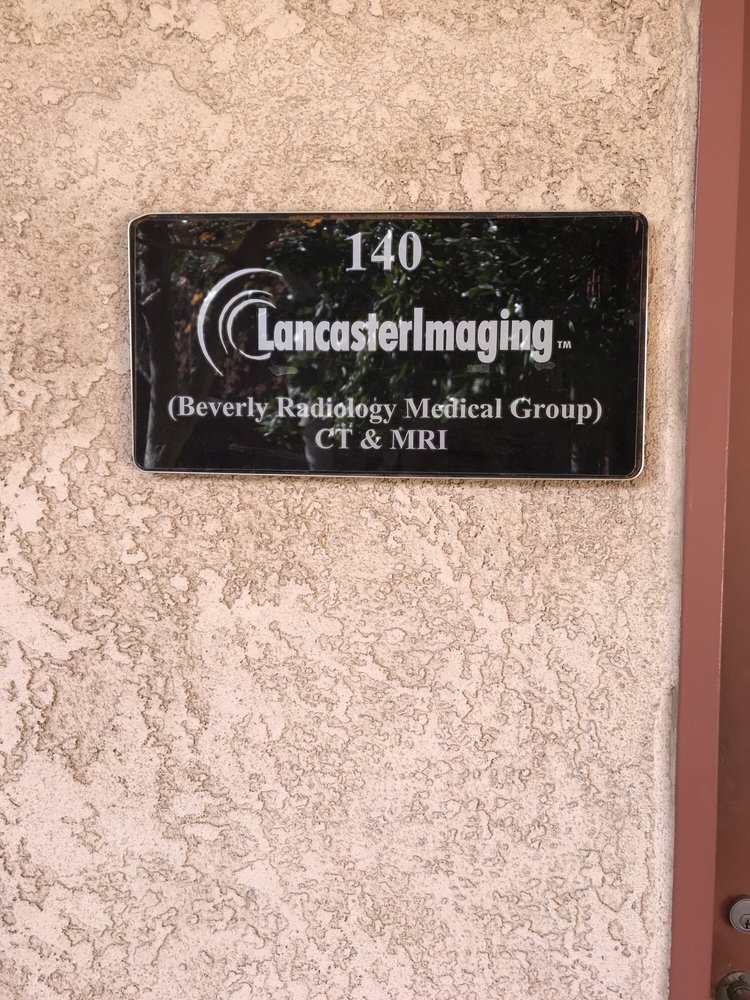 140
LancasterImaging™
(Beverly Radiology Medical Group)
CT & MRI